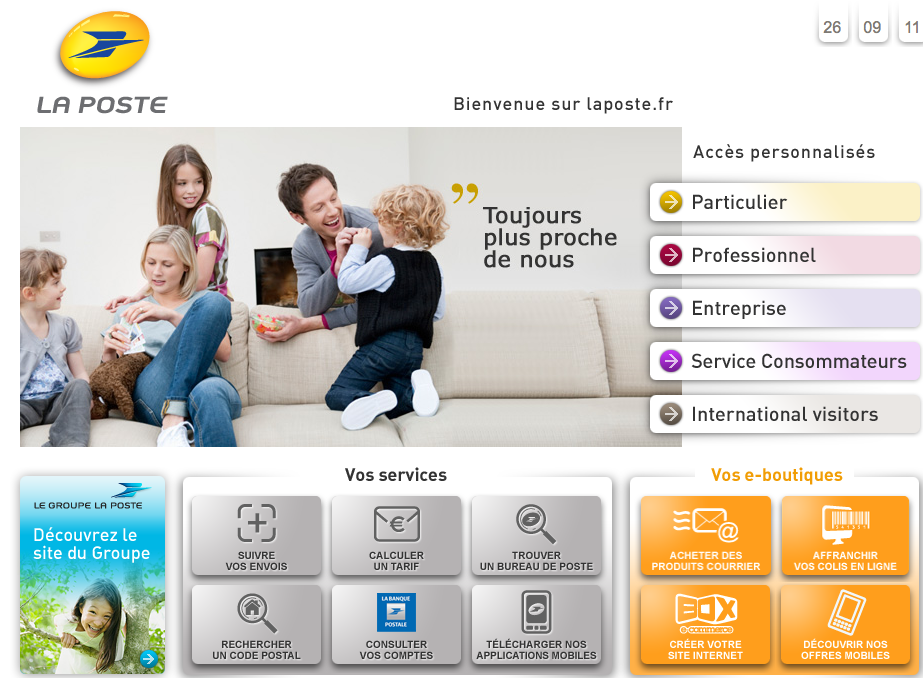 26 09 11
LA POSTE
Bienvenue sur laposte.fr
Accès personnalisés
Toujours
plus proche
de nous
Particulier
Professionnel
Entreprise
Service Consommateurs
International visitors
Vos services
Vos e-boutiques
LE GROUPE LA POSTE
Découvrez le
site du Groupe
SUIVRE
VOS ENVOIS
CALCULER
UN TARIF
TROUVER
UN BUREAU DE POSTE
ACHETER DES
PRODUITS COURRIER
AFFRANCHIR
VOS COLIS EN LIGNE
LA BANQUE
POSTALE
RECHERCHER
UN CODE POSTAL
CONSULTER
VOS COMPTES
TÉLÉCHARGER NOS
APPLICATIONS MOBILES
BOX
e-commerce
CRÉER VOTRE
SITE INTERNET
DÉCOUVRIR NOS
OFFRES MOBILES